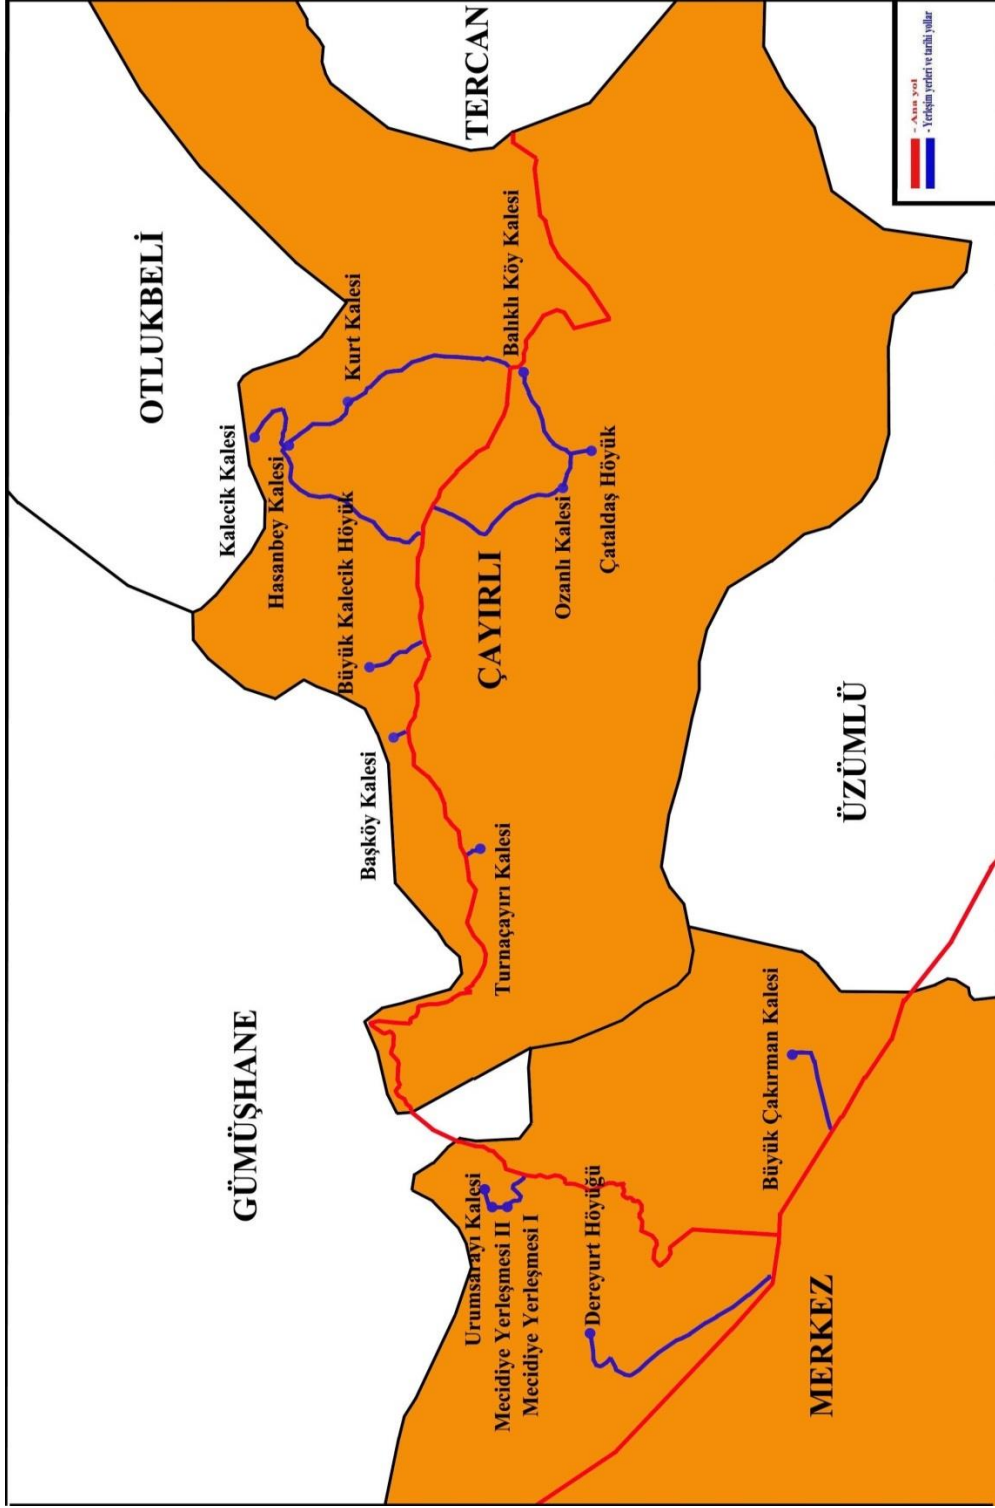 OTLUKBELİ
TERCAN
GÜMÜŞHANE
Kalecik Kalesi
Hasanbey Kalesi
Kurt Kalesi
Büyük Kalecik Höyük
Başköy Kalesi
Balıklı Köy Kalesi
ÇAYIRLI
Turnaçayırı Kalesi
Ozanlı Kalesi
Çataldaş Höyük
Urumsarayı Kalesi
Mecidiye Yerleşmesi II
Mecidiye Yerleşmesi I
Dereyurt Höyüğü
Büyük Çakırman Kalesi
MERKEZ
ÜZÜMLÜ
- Ana yol
- Yerleşim yerleri ve tarihi yollar